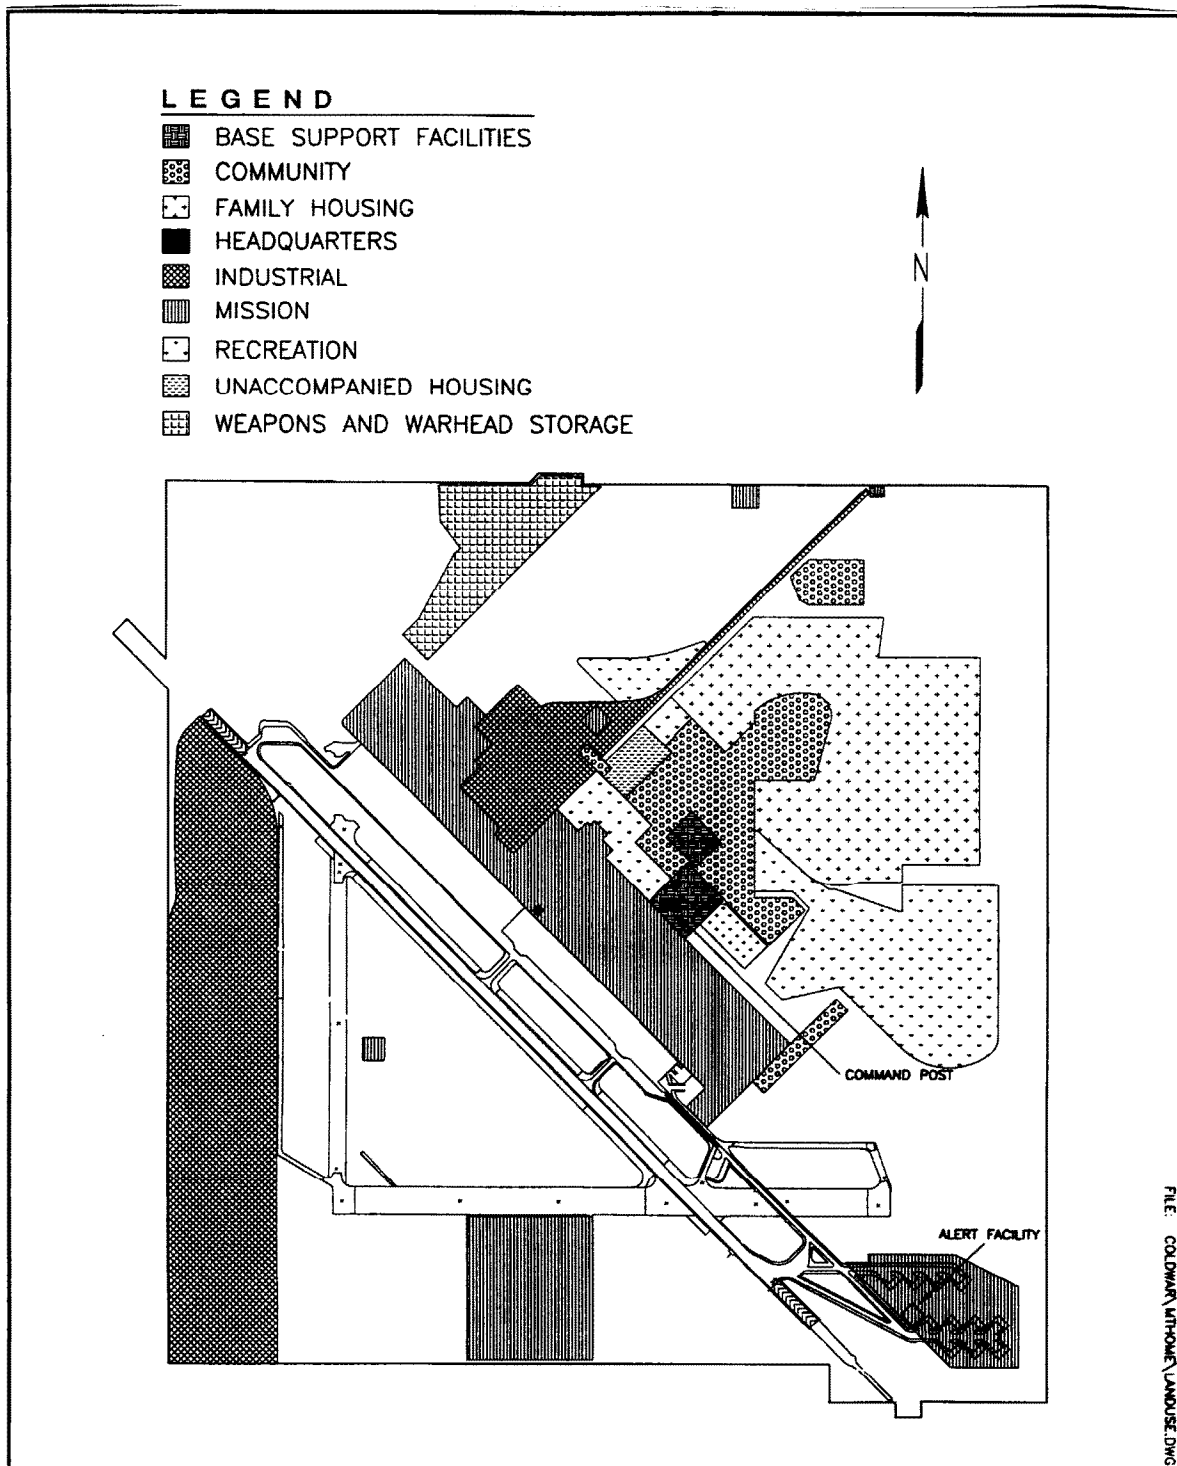 LEGEND
BASE SUPPORT FACILITIES
COMMUNITY
FAMILY HOUSING
HEADQUARTERS
INDUSTRIAL
MISSION
RECREATION
UNACCOMPANIED HOUSING
WEAPONS AND WARHEAD STORAGE
N
COMMAND POST
ALERT FACILITY
FILE: COLDWAR\MTHOME\LANDUSE.DWG